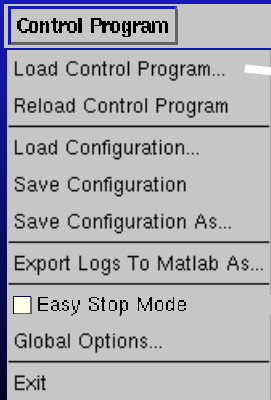 Control Program
Load Control Program...
Reload Control Program
Load Configuration...
Save Configuration
Save Configuration As...
Export Logs To Matlab As...
Easy Stop Mode
Global Options...
Exit